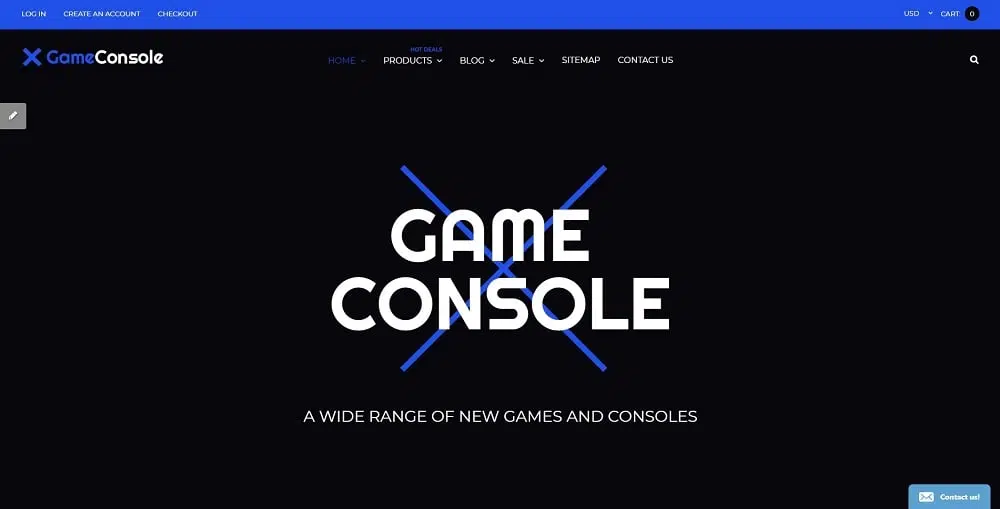 LOG IN CREATE AN ACCOUNT CHECKOUT USD CART: 0
HOT DEALS
GameConsole HOME PRODUCTS BLOG SALE SITEMAP CONTACT US
GAME
CONSOLE
A WIDE RANGE OF NEW GAMES AND CONSOLES
Contact us!